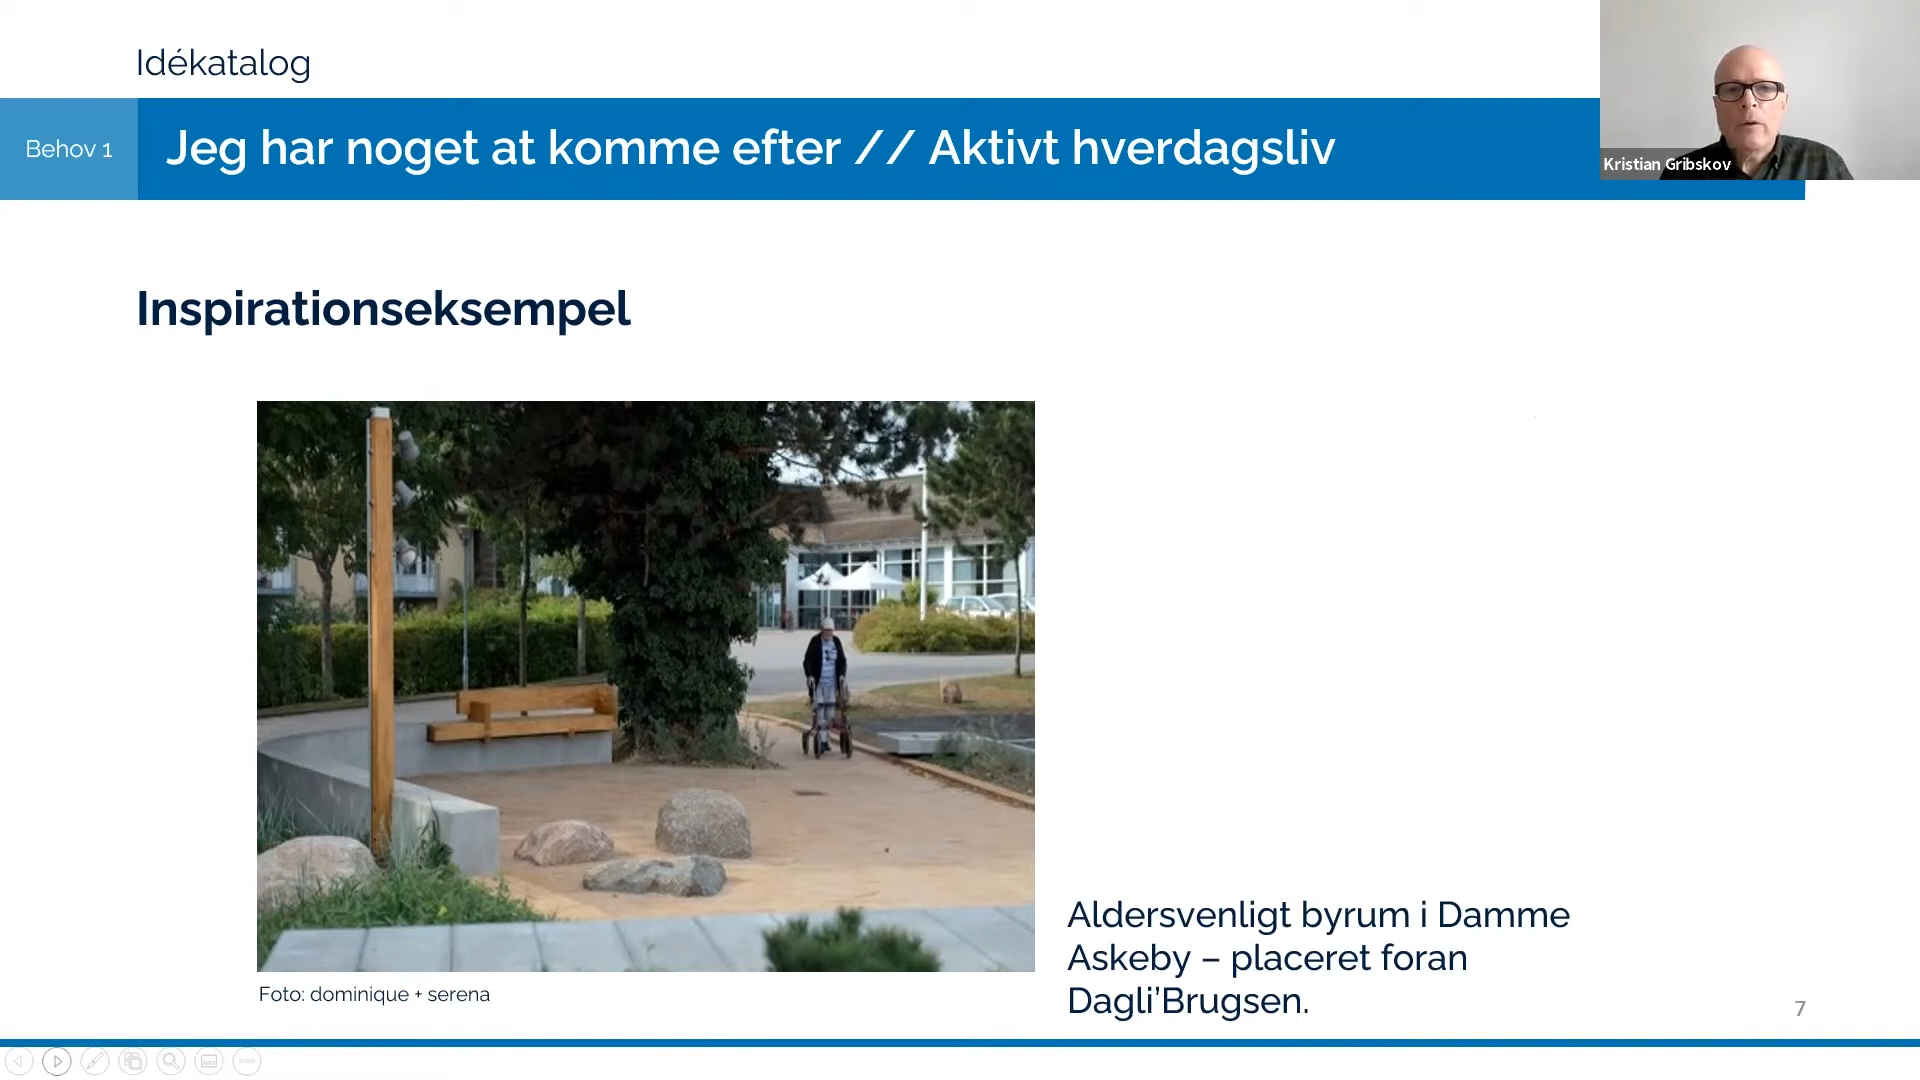 Idékatalog
Behov 1
Jeg har noget at komme efter // Aktivt hverdagsliv
Kristian Gribskov
Inspirationseksempel
Aldersvenligt byrum i Damme
Askeby – placeret foran
Dagli’Brugsen.
Foto: dominique + serena
7